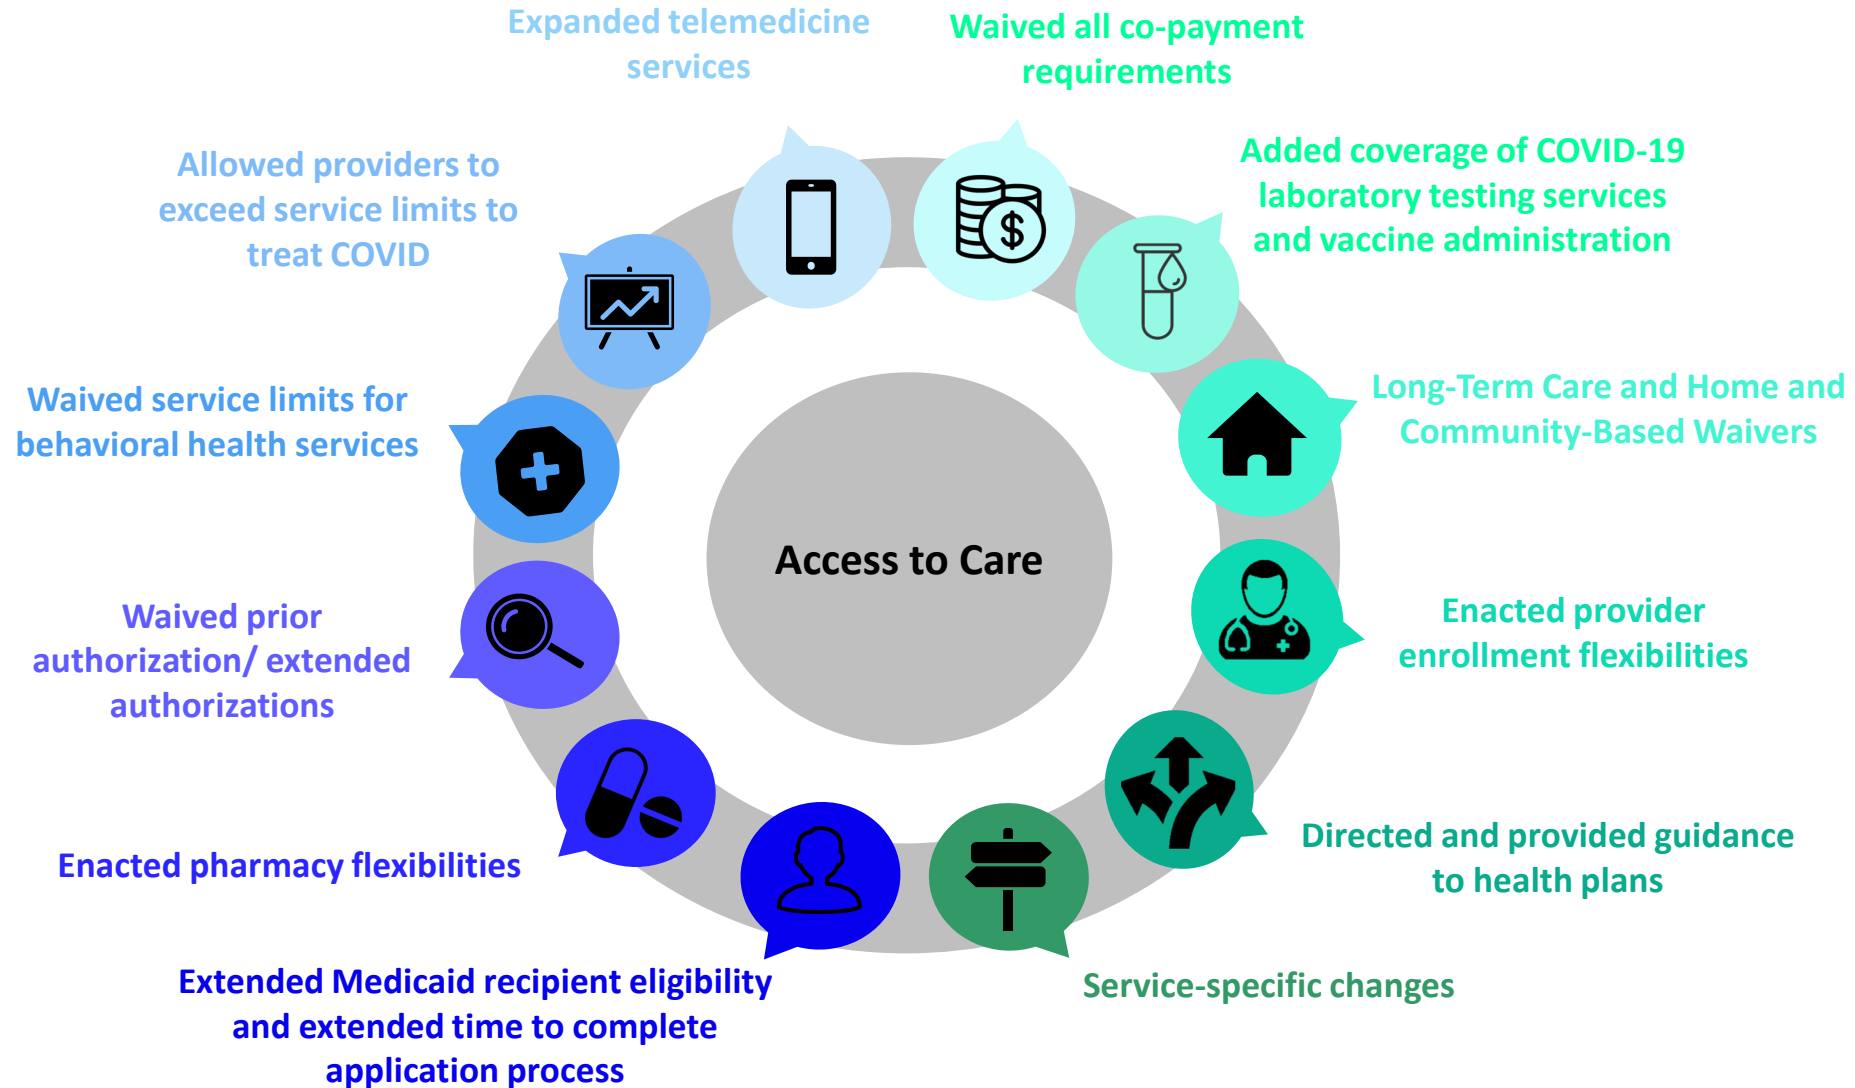 Expanded telemedicine
services
Waived all co-payment
requirements
Added coverage of COVID-19
laboratory testing services
and vaccine administration
Long-Term Care and Home and
Community-Based Waivers
Enacted provider
enrollment flexibilities
Directed and provided guidance
to health plans
Service-specific changes
Extended Medicaid recipient eligibility
and extended time to complete
application process
Enacted pharmacy flexibilities
Waived prior
authorization/ extended
authorizations
Waived service limits for
behavioral health services
Allowed providers to
exceed service limits to
treat COVID
$
Access to Care